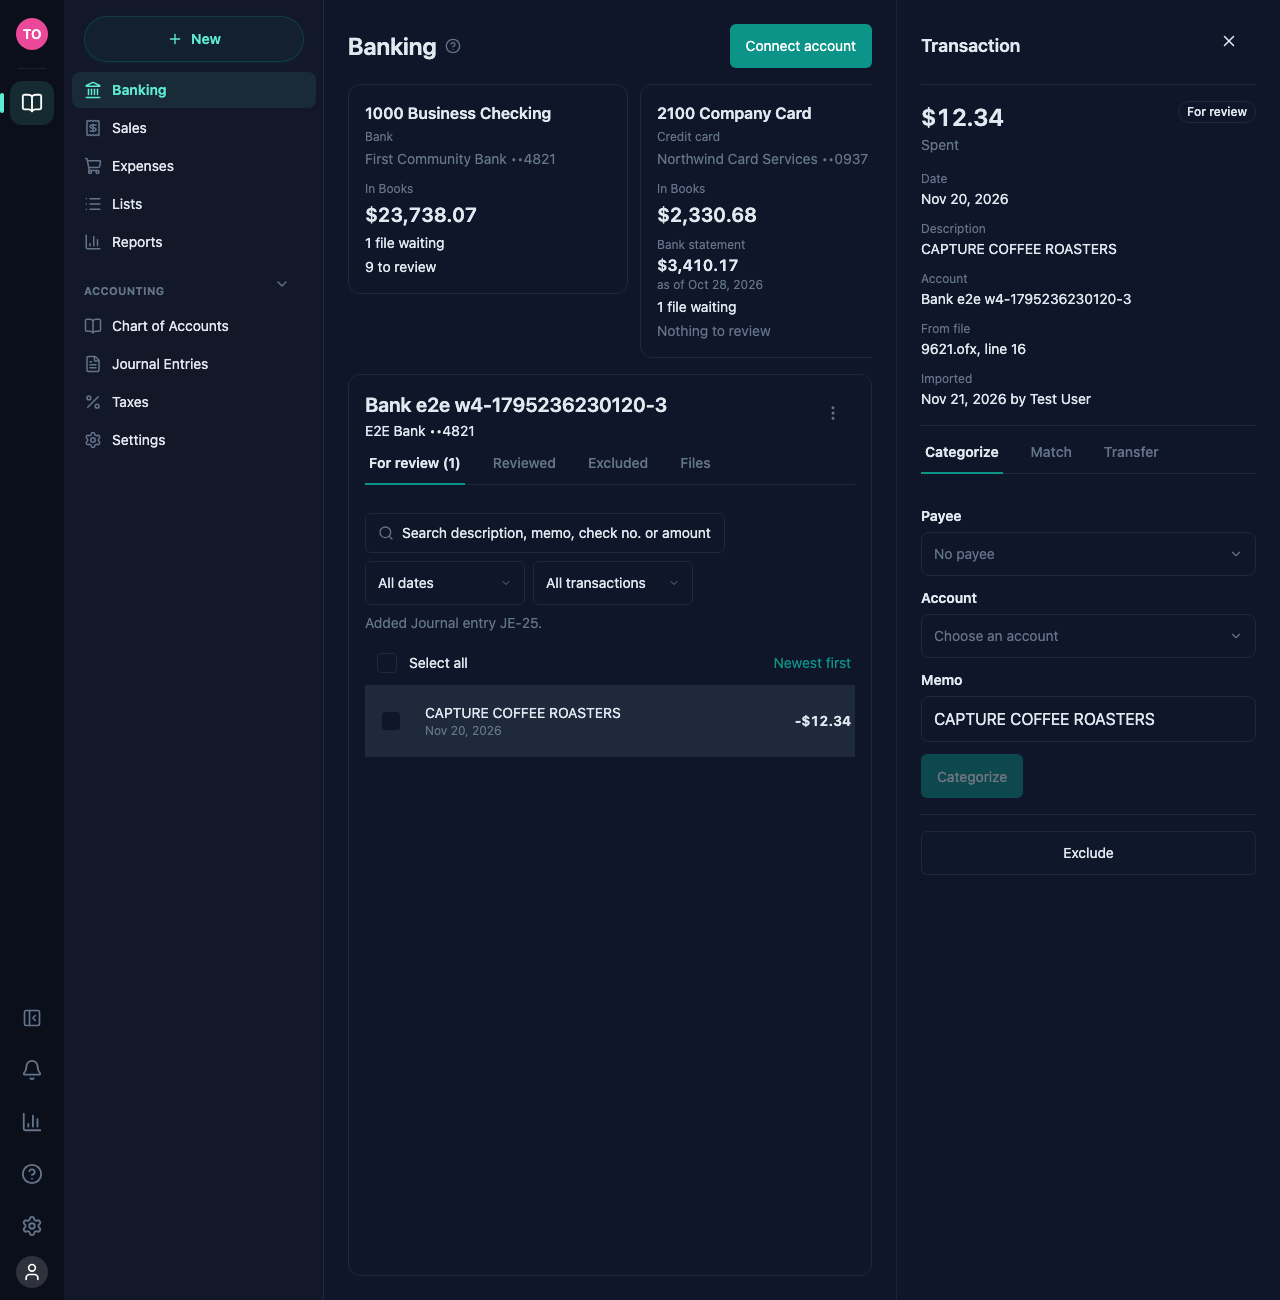 TO
New
Banking
Sales
Expenses
Lists
Reports
ACCOUNTING
Chart of Accounts
Journal Entries
Taxes
Settings
Banking
Connect account
1000 Business Checking
Bank
First Community Bank ••4821
In Books
$23,738.07
1 file waiting
9 to review
2100 Company Card
Credit card
Northwind Card Services ••0937
In Books
$2,330.68
Bank statement
$3,410.17
as of Oct 28, 2026
1 file waiting
Nothing to review
Bank e2e w4-1795236230120-3
E2E Bank ••4821
For review (1)
Reviewed
Excluded
Files
Search description, memo, check no. or amount
All dates
All transactions
Added Journal entry JE-25.
Select all
Newest first
CAPTURE COFFEE ROASTERS
Nov 20, 2026
-$12.34
Transaction
$12.34
For review
Spent
Date
Nov 20, 2026
Description
CAPTURE COFFEE ROASTERS
Account
Bank e2e w4-1795236230120-3
From file
9621.ofx, line 16
Imported
Nov 21, 2026 by Test User
Categorize
Match
Transfer
Payee
No payee
Account
Choose an account
Memo
CAPTURE COFFEE ROASTERS
Categorize
Exclude